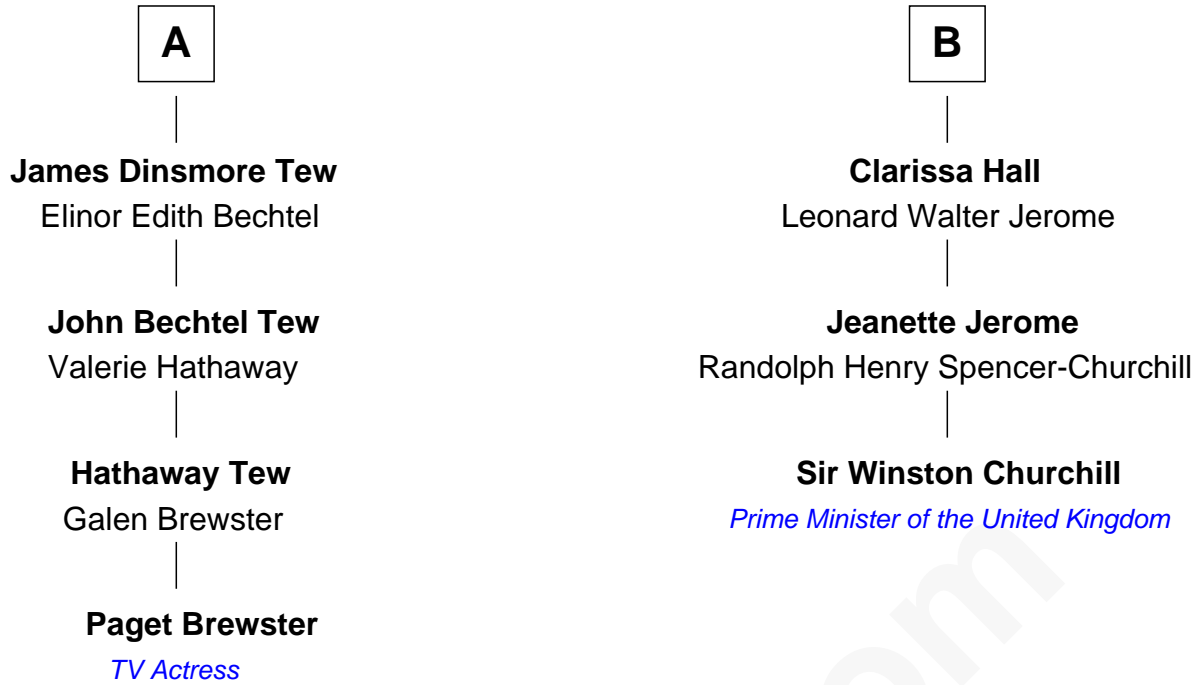 A
James Dinsmore Tew
Elinor Edith Bechtel
John Bechtel Tew
Valerie Hathaway
Hathaway Tew
Galen Brewster
Paget Brewster
TV Actress
B
Clarissa Hall
Leonard Walter Jerome
Jeanette Jerome
Randolph Henry Spencer-Churchill
Sir Winston Churchill
Prime Minister of the United Kingdom
om